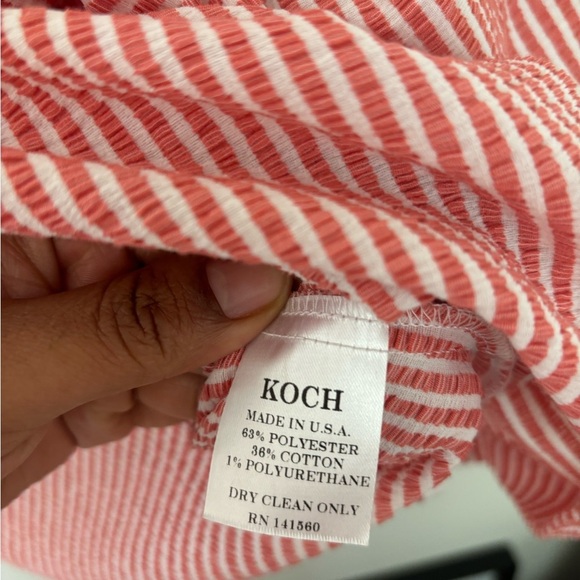 KOCH
MADE IN U.S.A.
63% POLYESTER
36% COTTON
1% POLYURETHANE
DRY CLEAN ONLY
RN 141560